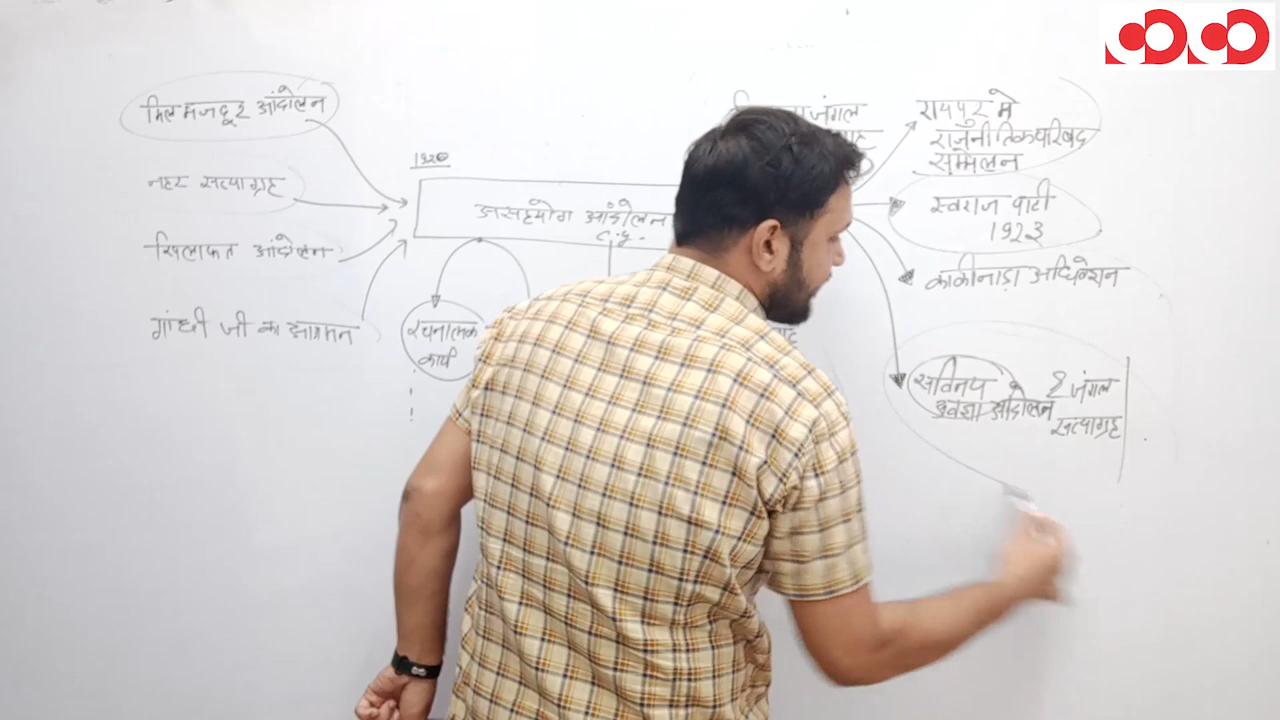 मिल मजदूर आंदोलन
नहर सत्याग्रह
खिलाफत आंदोलन
गांधी जी का आगमन
1920
असहयोग आंदोलन
C.g.
रचनात्मक
कार्य
जंगल
रायपुर मे
राजनीतिक परिषद
सम्मेलन
स्वराज पार्टी
1923
काकीनाड़ा अधिवेशन
सविनय
अवज्ञा आंदोलन
जंगल
सत्याग्रह